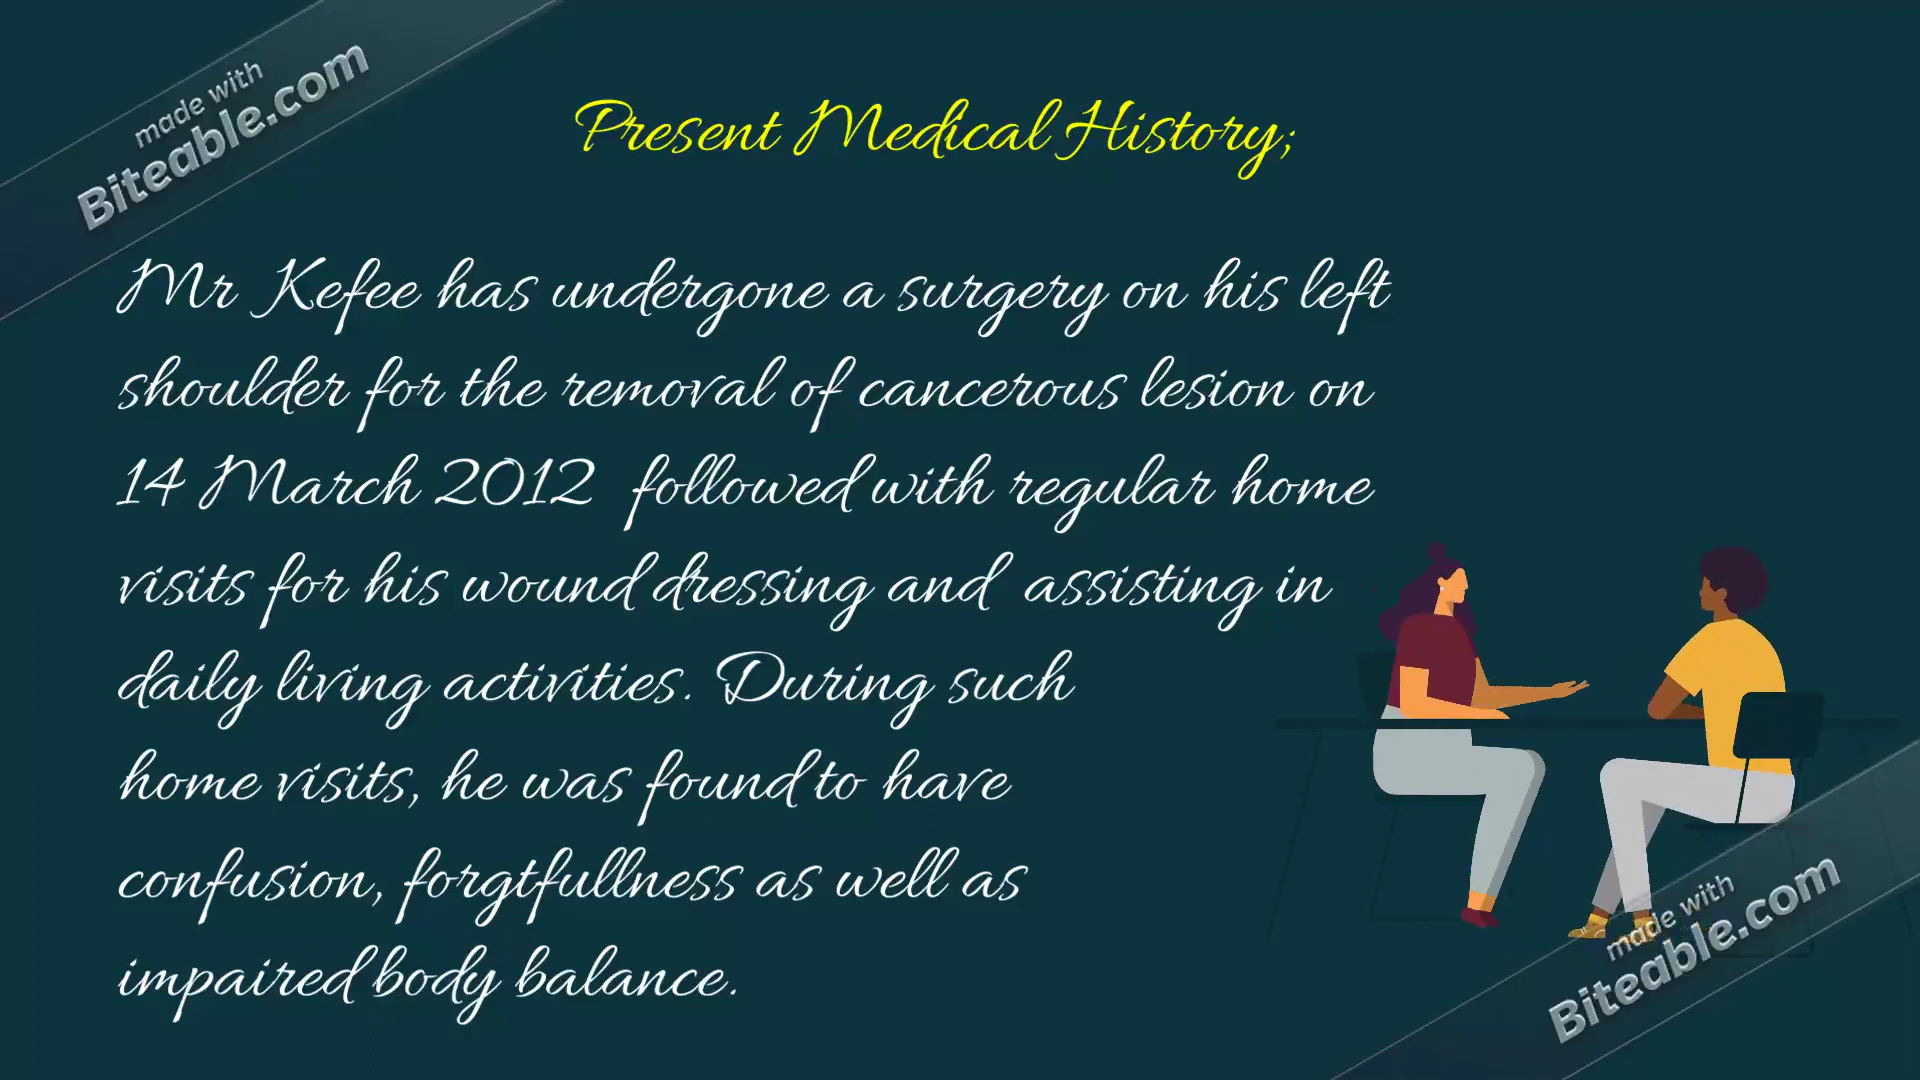 made with
Biteable.com
Present Medical History;
Mr Kefee has undergone a surgery on his left
shoulder for the removal of cancerous lesion on
14 March 2012 followed with regular home
visits for his wound dressing and assisting in
daily living activities. During such
home visits, he was found to have
confusion, forgtfullness as well as
impaired body balance.
made with
Biteable.com